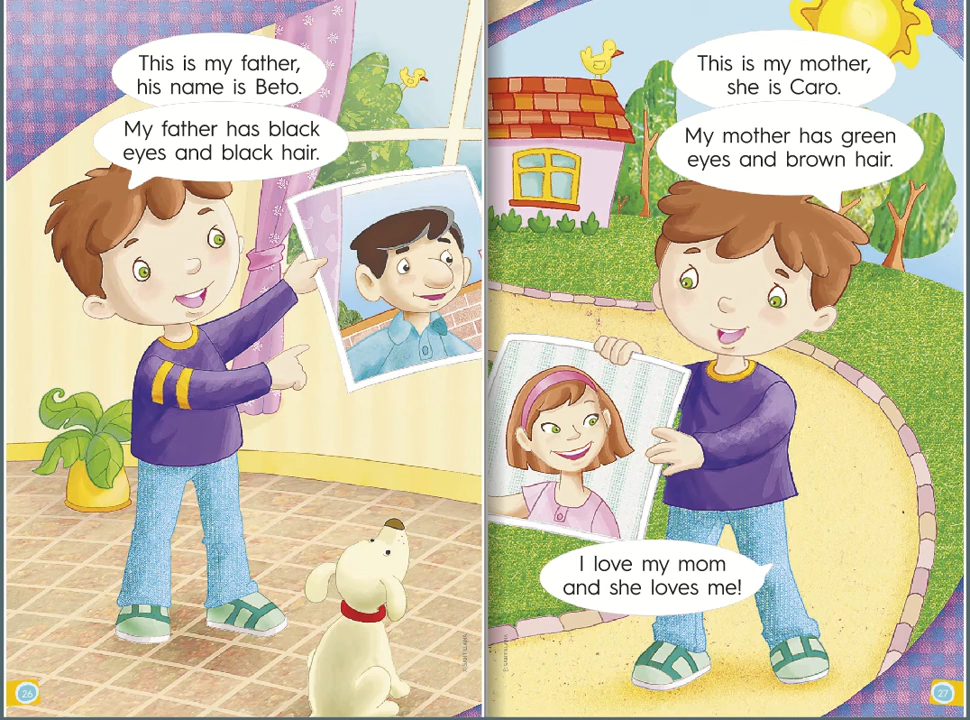 This is my father,
his name is Beto.
My father has black
eyes and black hair.
26
This is my mother,
she is Caro.
My mother has green
eyes and brown hair.
I love my mom
and she loves me!
27